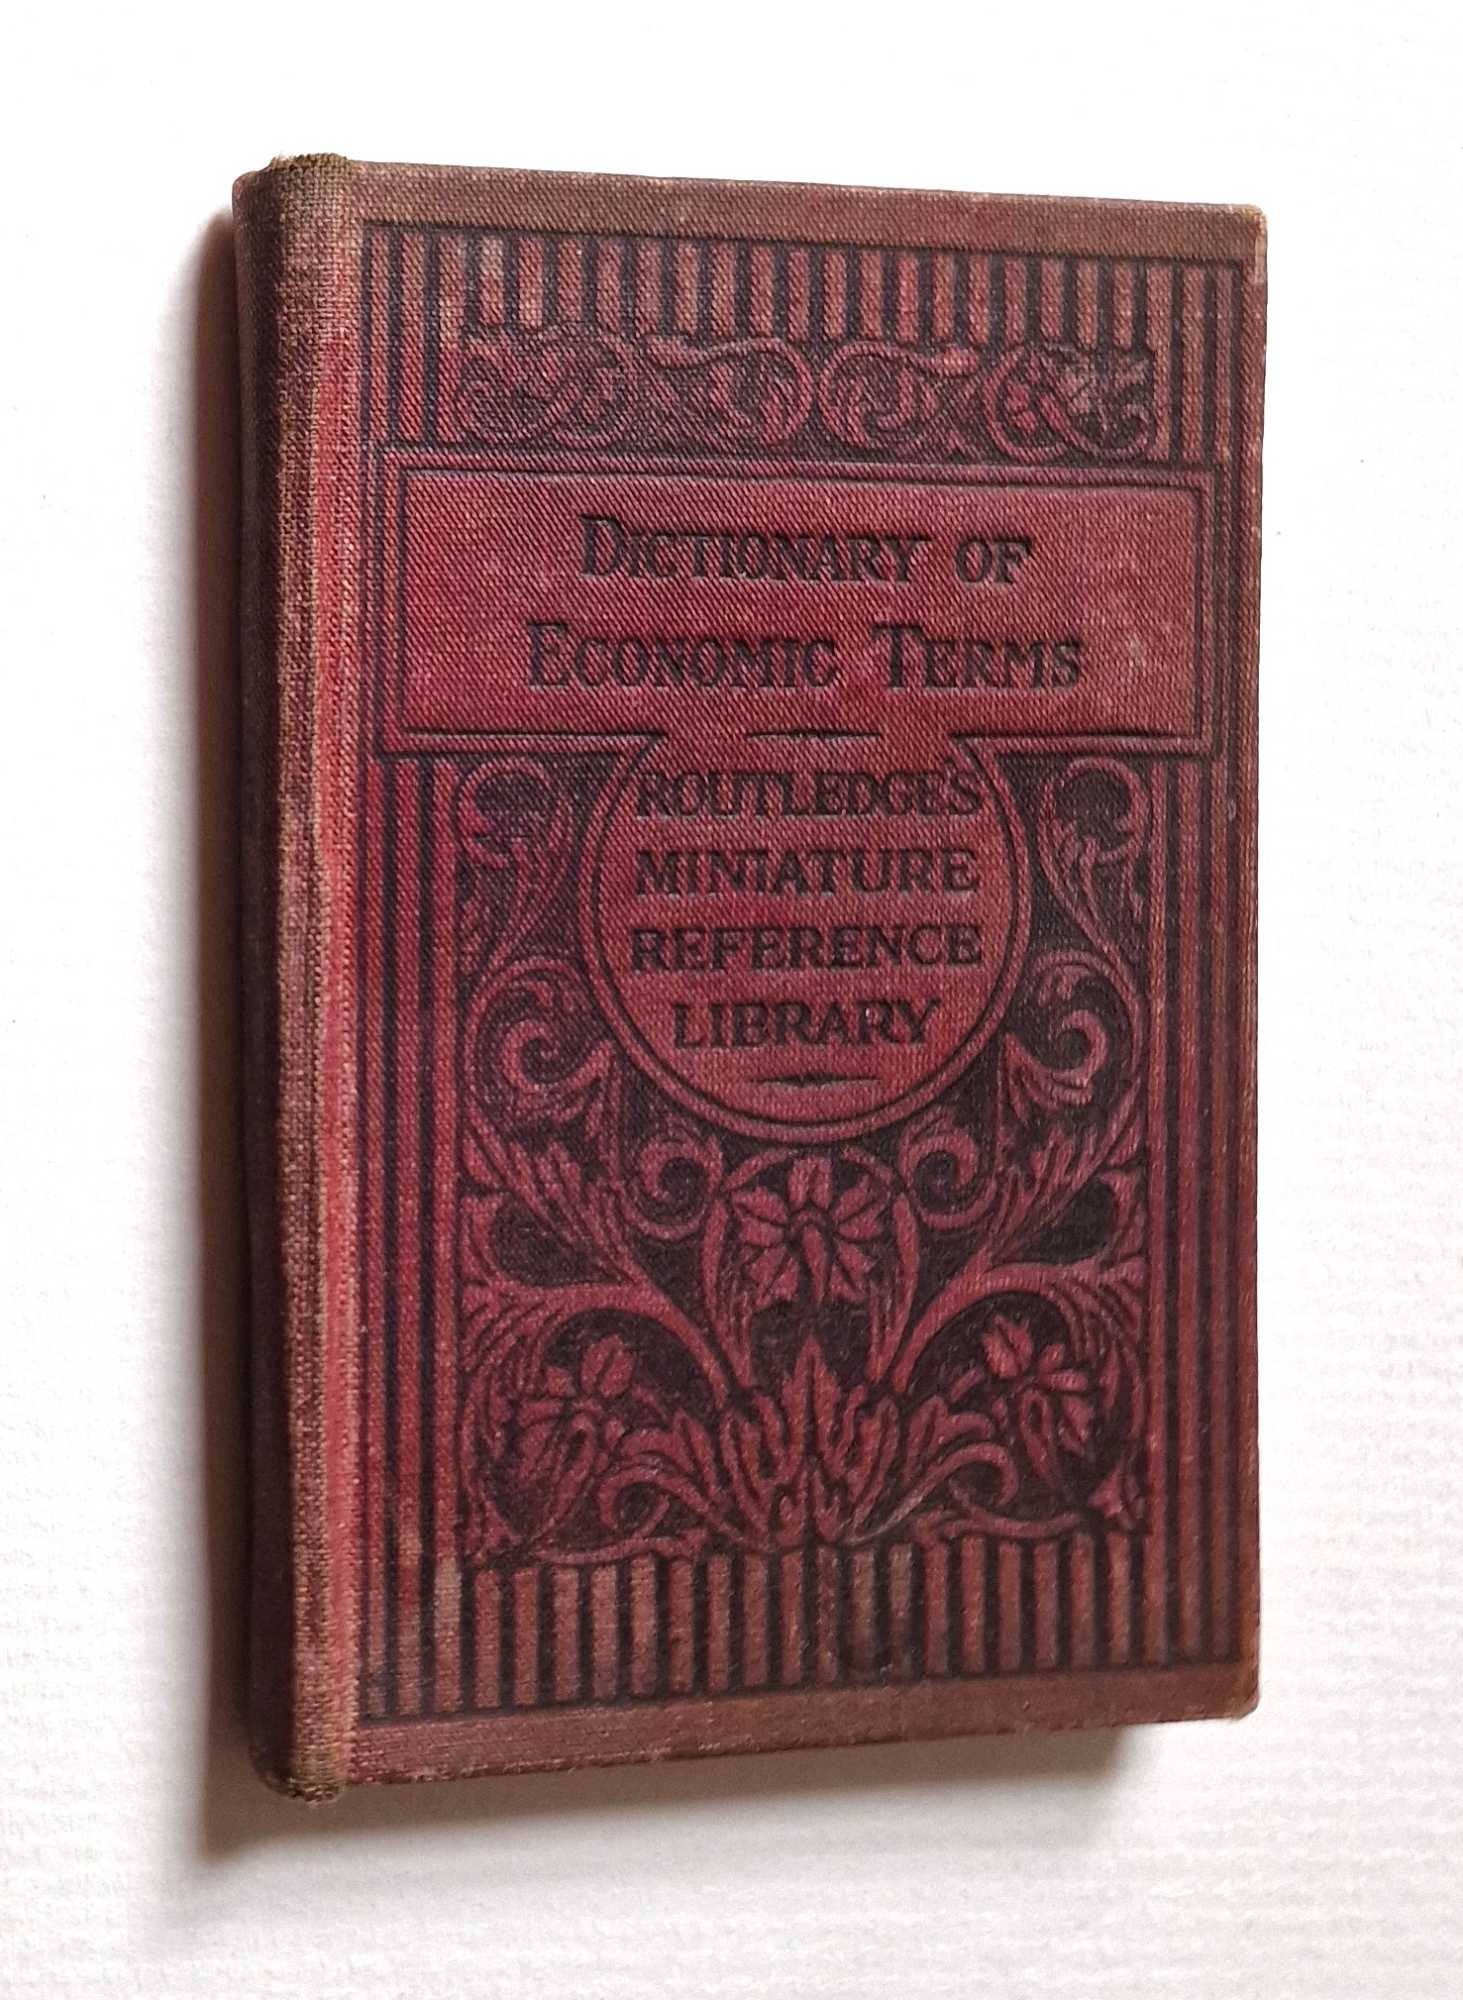 DICTIONARY OF
ECONOMIC TERMS
ROUTLEDGE'S
MINIATURE
REFERENCE
LIBRARY